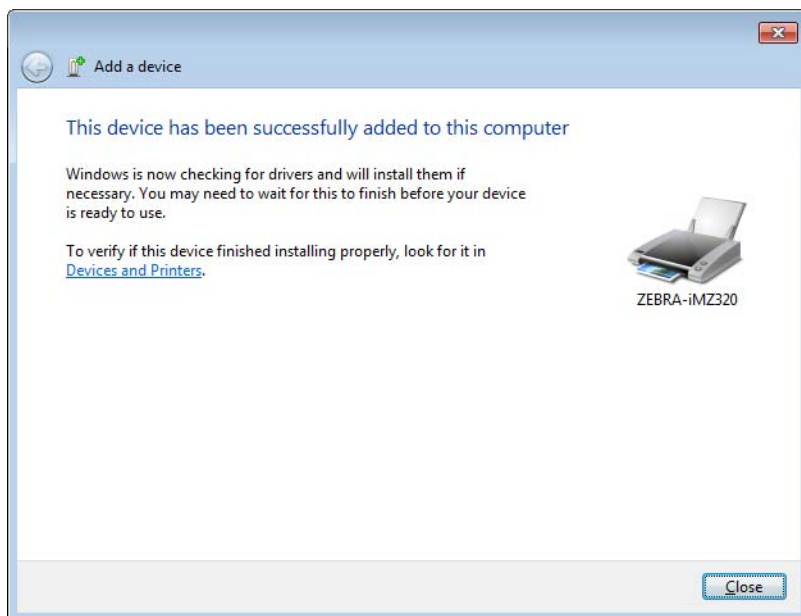 Add a device
This device has been successfully added to this computer
Windows is now checking for drivers and will install them if
necessary. You may need to wait for this to finish before your device
is ready to use.
To verify if this device finished installing properly, look for it in
Devices and Printers.
ZEBRA-iMZ320
Close